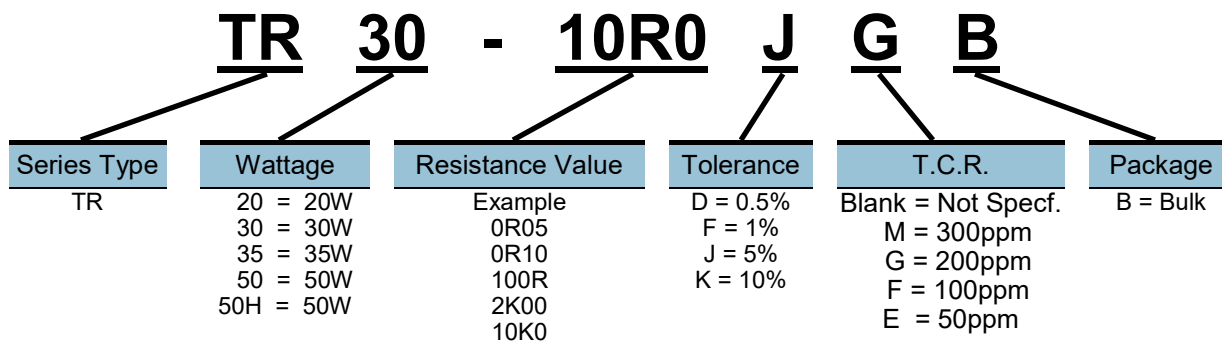 TR 30 - 10R0 J G B
Series Type
TR
Wattage
20 = 20W
30 = 30W
35 = 35W
50 = 50W
50H = 50W
Resistance Value
Example
0R05
0R10
100R
2K00
10K0
Tolerance
D = 0.5%
F = 1%
J = 5%
K = 10%
T.C.R.
Blank = Not Specf.
M = 300ppm
G = 200ppm
F = 100ppm
E = 50ppm
Package
B = Bulk